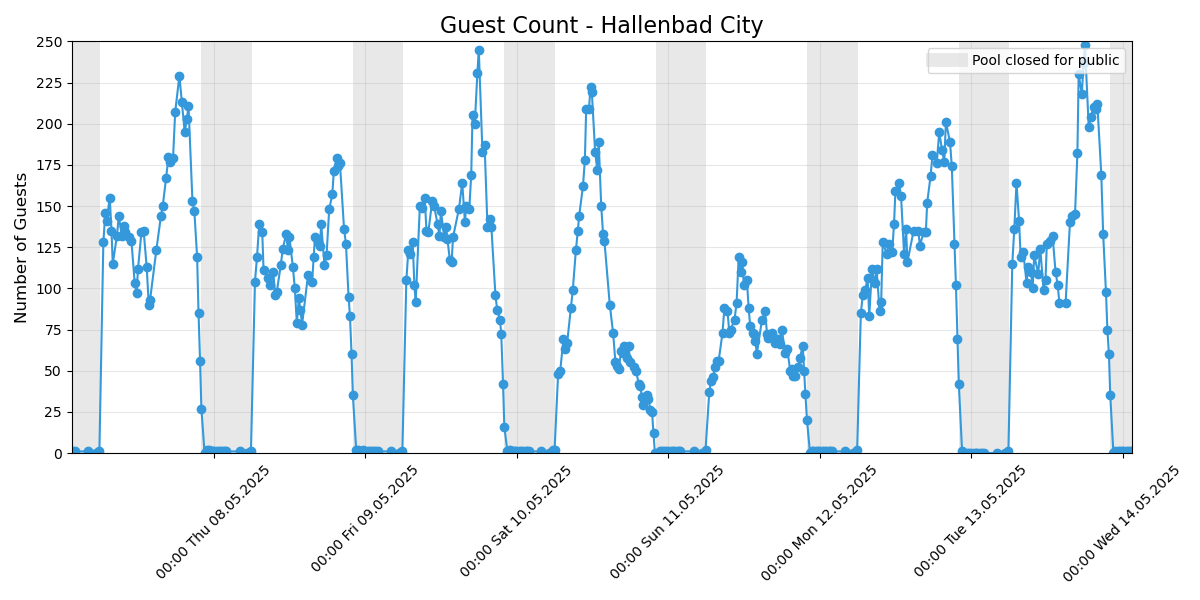 Guest Count - Hallenbad City
Pool closed for public
Number of Guests
250
225
200
175
150
125
100
75
50
25
0
00:00 Thu 08.05.2025
00:00 Fri 09.05.2025
00:00 Sat 10.05.2025
00:00 Sun 11.05.2025
00:00 Mon 12.05.2025
00:00 Tue 13.05.2025
00:00 Wed 14.05.2025